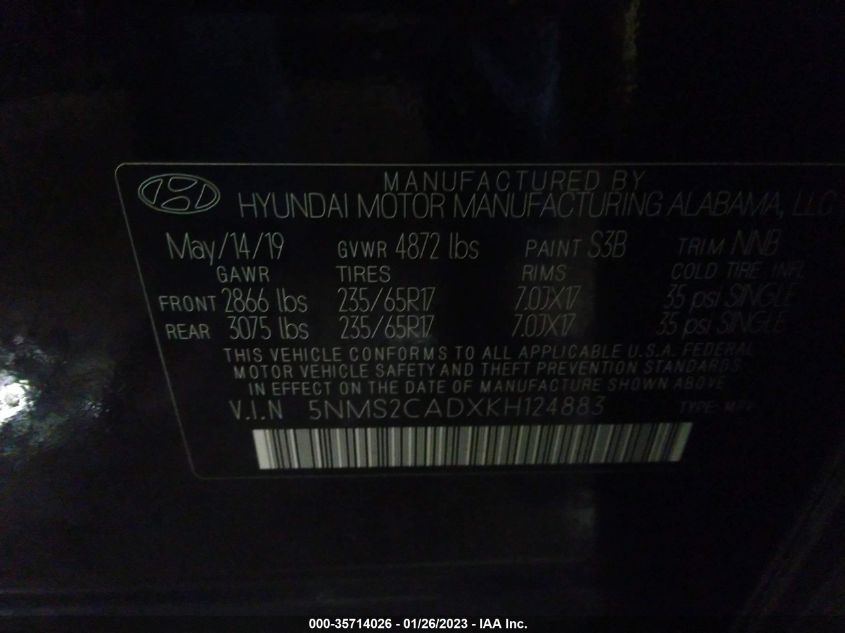 MANUFACTURED BY
HYUNDAI MOTOR MANUFACTURING ALABAMA, LLC
May/14/19 GVWR 4872 lbs PAINT S3B TRIM NNB
GAWR TIRES RIMS COLD TIRE INFL
FRONT 2866 lbs 235/65R17 7.0JX17 35 psi SINGLE
REAR 3075 lbs 235/65R17 7.0JX17 35 psi SINGLE
THIS VEHICLE CONFORMS TO ALL APPLICABLE U.S.A. FEDERAL
MOTOR VEHICLE SAFETY AND THEFT PREVENTION STANDARDS
IN EFFECT ON THE DATE OF MANUFACTURE SHOWN ABOVE
V.I.N 5NMS2CADXKH124883 TYPE: MPV
000-35714026 - 01/26/2023 - IAA Inc.